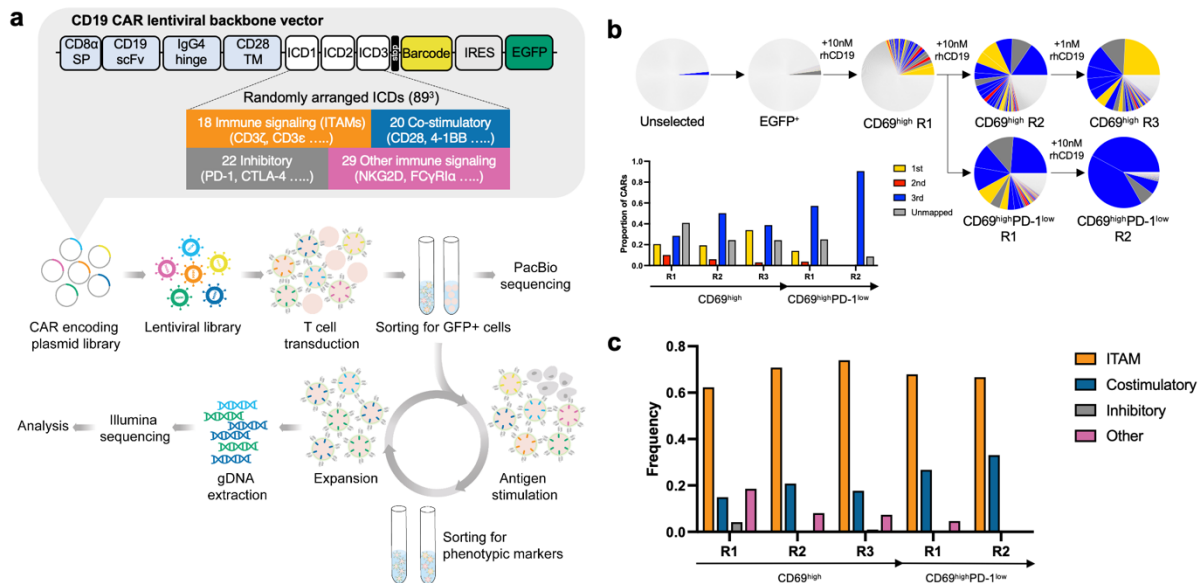 a
CD19 CAR lentiviral backbone vector
CD8α SP
CD19 scFv
IgG4 hinge
CD28 TM
ICD1
ICD2
ICD3
stop
Barcode
IRES
EGFP
Randomly arranged ICDs (89³)
18 Immune signaling (ITAMs)
(CD3ζ, CD3ε .....)
20 Co-stimulatory
(CD28, 4-1BB .....)
22 Inhibitory
(PD-1, CTLA-4 .....)
29 Other immune signaling
(NKG2D, FCγRIα .....)
CAR encoding
plasmid library
Lentiviral library
T cell
transduction
Sorting for GFP+ cells
PacBio
sequencing
Analysis
Illumina
sequencing
gDNA
extraction
Expansion
Antigen
stimulation
Sorting for
phenotypic markers
b
Unselected
EGFP⁺
+10nM
rhCD19
CD69ʰⁱᵍʰ R1
+10nM
rhCD19
CD69ʰⁱᵍʰ R2
+1nM
rhCD19
CD69ʰⁱᵍʰ R3
CD69ʰⁱᵍʰPD-1ˡᵒʷ
R1
+10nM
rhCD19
CD69ʰⁱᵍʰPD-1ˡᵒʷ
R2
Proportion of CARs
1.0
0.8
0.6
0.4
0.2
0.0
1st
2nd
3rd
Unmapped
R1
R2
R3
R1
R2
CD69ʰⁱᵍʰ
CD69ʰⁱᵍʰPD-1ˡᵒʷ
c
Frequency
0.8
0.6
0.4
0.2
0.0
ITAM
Costimulatory
Inhibitory
Other
R1
R2
R3
R1
R2
CD69ʰⁱᵍʰ
CD69ʰⁱᵍʰPD-1ˡᵒʷ